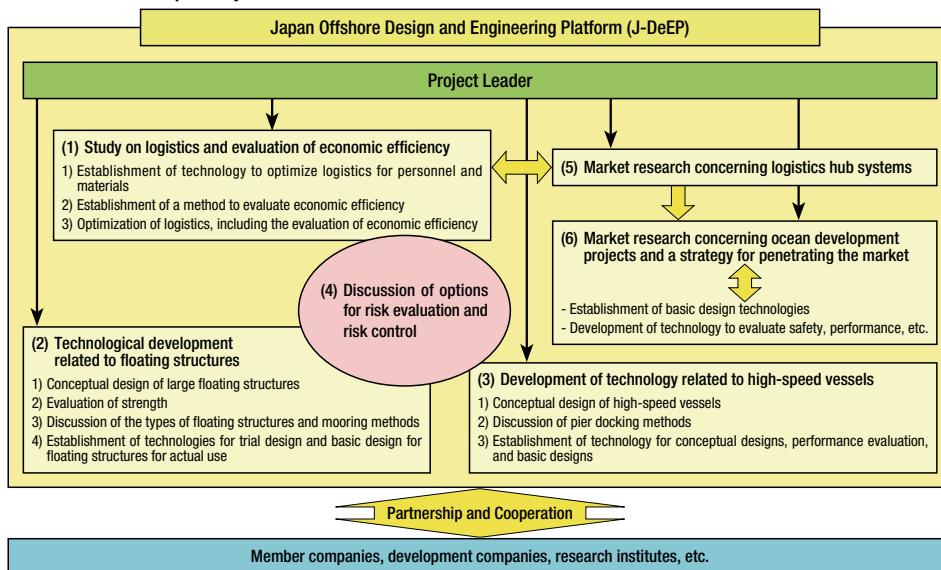 Japan Offshore Design and Engineering Platform (J-DeEP)
Project Leader
(1) Study on logistics and evaluation of economic efficiency
1) Establishment of technology to optimize logistics for personnel and
materials
2) Establishment of a method to evaluate economic efficiency
3) Optimization of logistics, including the evaluation of economic efficiency
(5) Market research concerning logistics hub systems
(6) Market research concerning ocean development
projects and a strategy for penetrating the market
- Establishment of basic design technologies
- Development of technology to evaluate safety, performance, etc.
(4) Discussion of options
for risk evaluation and
risk control
(2) Technological development
related to floating structures
1) Conceptual design of large floating structures
2) Evaluation of strength
3) Discussion of the types of floating structures and mooring methods
4) Establishment of technologies for trial design and basic design for
floating structures for actual use
(3) Development of technology related to high-speed vessels
1) Conceptual design of high-speed vessels
2) Discussion of pier docking methods
3) Establishment of technology for conceptual designs, performance evaluation,
and basic designs
Partnership and Cooperation
Member companies, development companies, research institutes, etc.